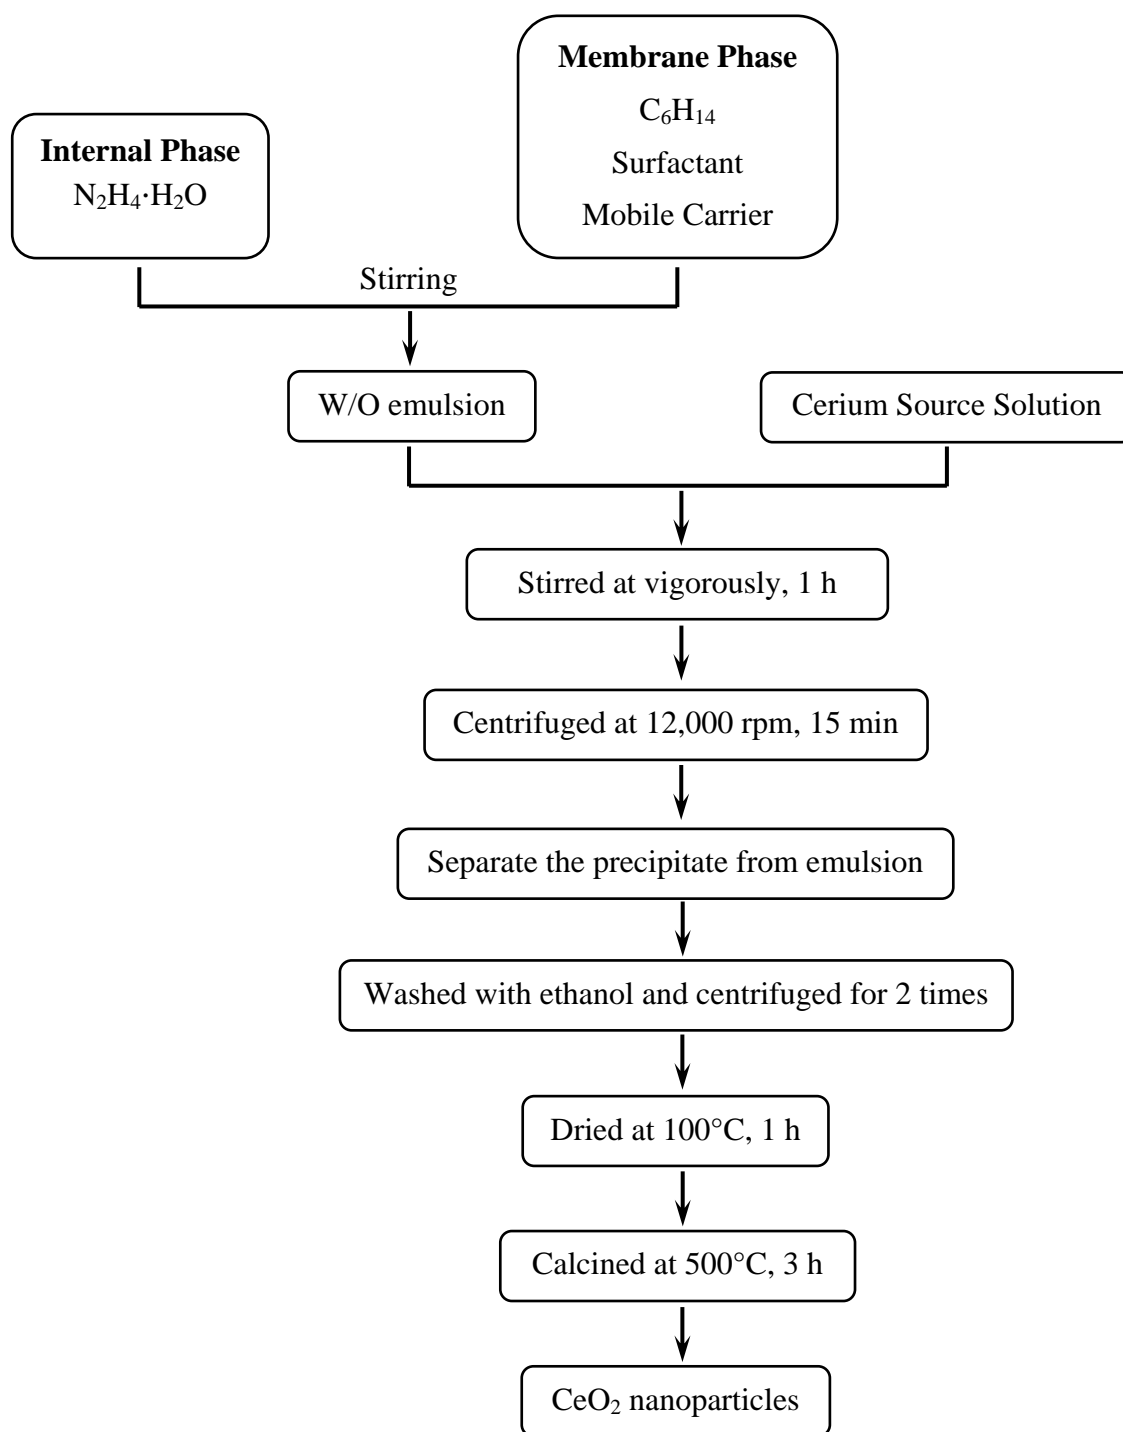 Membrane Phase
C₆H₁₄
Surfactant
Mobile Carrier
Internal Phase
N₂H₄·H₂O
Stirring
W/O emulsion
Cerium Source Solution
Stirred at vigorously, 1 h
Centrifuged at 12,000 rpm, 15 min
Separate the precipitate from emulsion
Washed with ethanol and centrifuged for 2 times
Dried at 100°C, 1 h
Calcined at 500°C, 3 h
CeO₂ nanoparticles